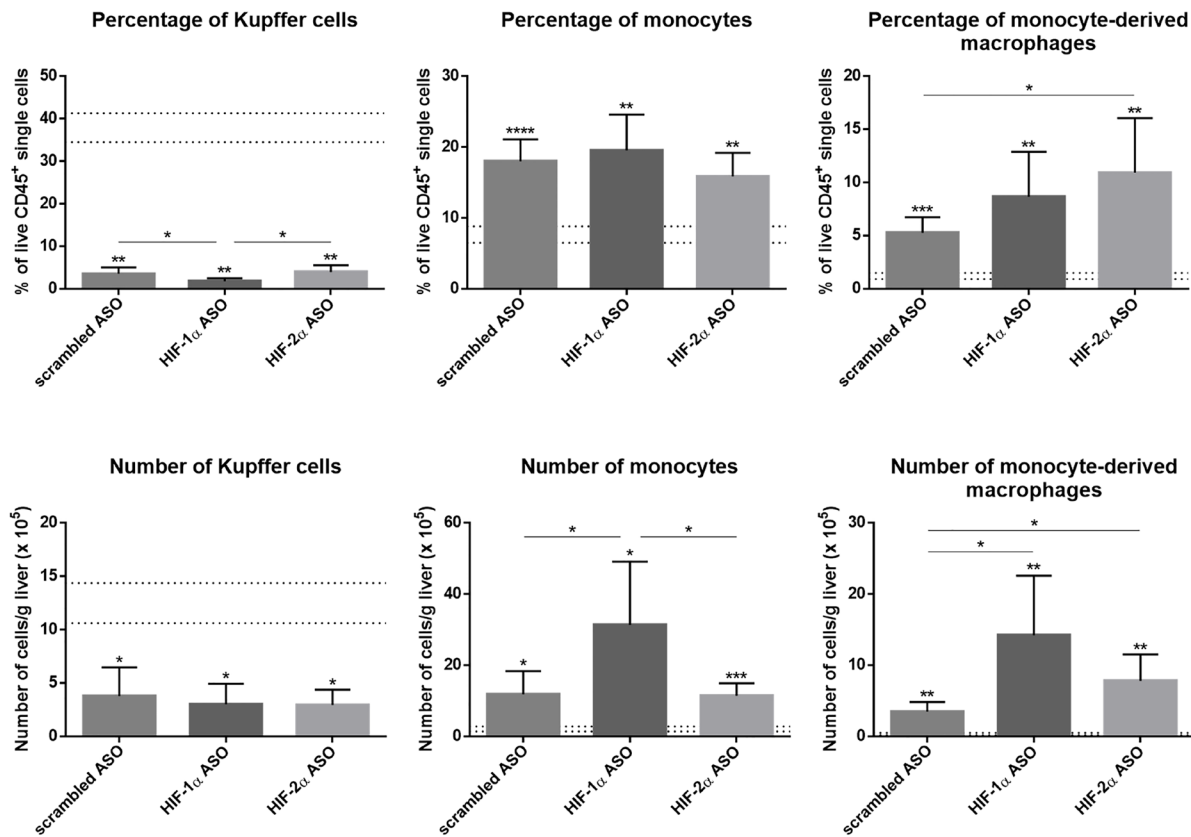 Percentage of Kupffer cells
% of live CD45⁺ single cells
50
40
30
20
10
0
*
*
**
**
**
scrambled ASO
HIF-1α ASO
HIF-2α ASO
Percentage of monocytes
% of live CD45⁺ single cells
30
20
10
0
****
**
**
scrambled ASO
HIF-1α ASO
HIF-2α ASO
Percentage of monocyte-derived
macrophages
% of live CD45⁺ single cells
20
15
10
5
0
*
***
**
**
scrambled ASO
HIF-1α ASO
HIF-2α ASO
Number of Kupffer cells
Number of cells/g liver (x 10⁵)
20
15
10
5
0
*
*
*
scrambled ASO
HIF-1α ASO
HIF-2α ASO
Number of monocytes
Number of cells/g liver (x 10⁵)
60
40
20
0
*
*
*
*
***
scrambled ASO
HIF-1α ASO
HIF-2α ASO
Number of monocyte-derived
macrophages
Number of cells/g liver (x 10⁵)
30
20
10
0
*
*
**
**
**
scrambled ASO
HIF-1α ASO
HIF-2α ASO